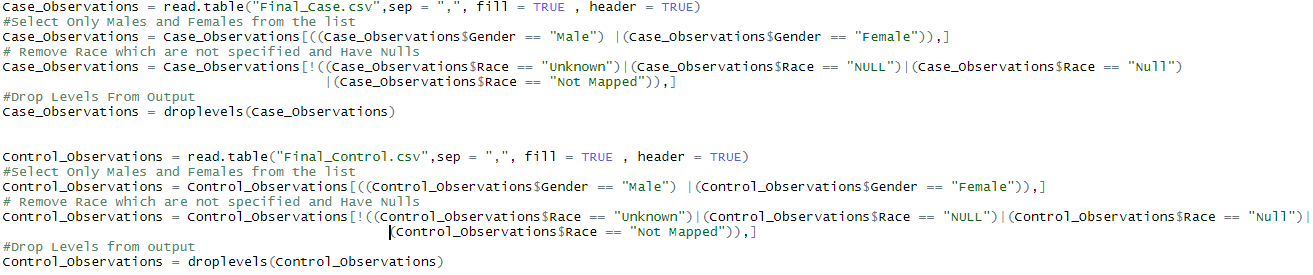 Case_Observations = read.table("Final_Case.csv",sep = ",", fill = TRUE , header = TRUE)
#Select Only Males and Females from the list
Case_Observations = Case_Observations[((Case_Observations$Gender == "Male") |(Case_Observations$Gender == "Female")),]
# Remove Race which are not specified and Have Nulls
Case_Observations = Case_Observations[!((Case_Observations$Race == "Unknown")|(Case_Observations$Race == "NULL")|(Case_Observations$Race == "Null")
|(Case_Observations$Race == "Not Mapped")),]
#Drop Levels From Output
Case_Observations = droplevels(Case_Observations)
Control_Observations = read.table("Final_Control.csv",sep = ",", fill = TRUE , header = TRUE)
#Select Only Males and Females from the list
Control_Observations = Control_Observations[((Control_Observations$Gender == "Male") |(Control_Observations$Gender == "Female")),]
# Remove Race which are not specified and Have Nulls
Control_Observations = Control_Observations[!((Control_Observations$Race == "Unknown")|(Control_Observations$Race == "NULL")|(Control_Observations$Race == "Null")|
(Control_Observations$Race == "Not Mapped")),]
#Drop Levels from output
Control_Observations = droplevels(Control_Observations)